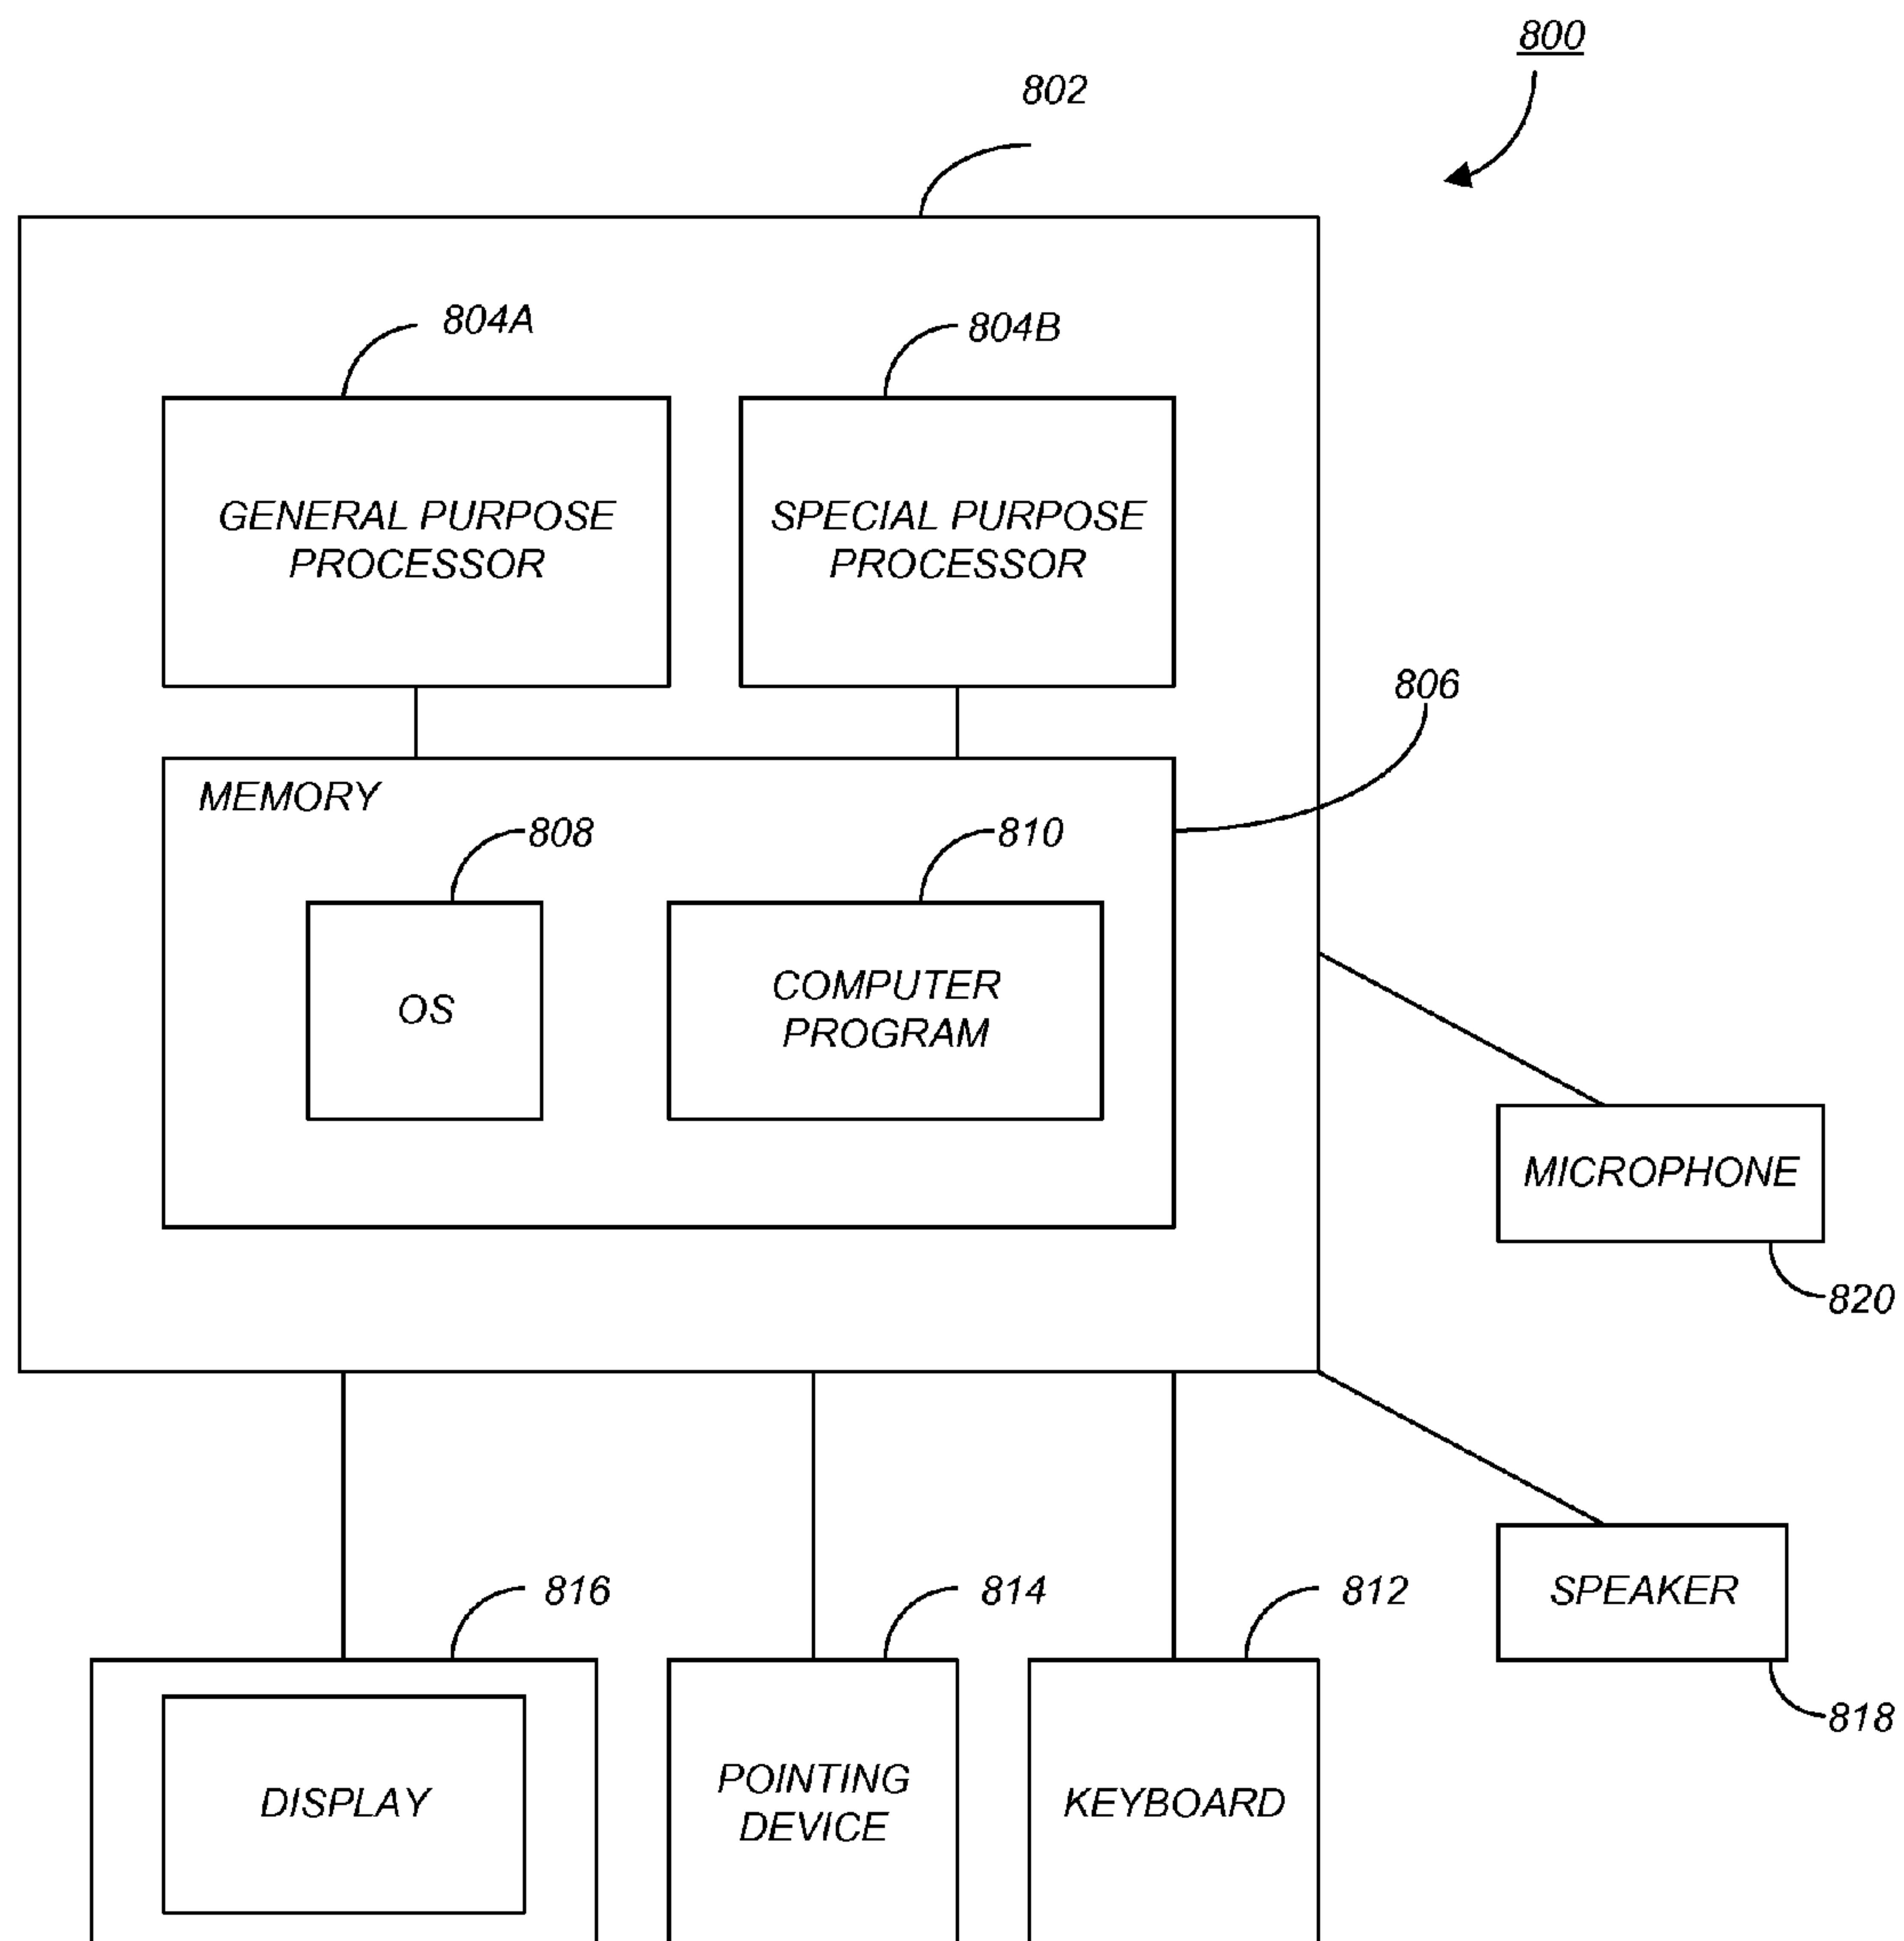 800
802
804A
804B
GENERAL PURPOSE
PROCESSOR
SPECIAL PURPOSE
PROCESSOR
806
MEMORY
808
810
OS
COMPUTER
PROGRAM
MICROPHONE
820
816
814
812
SPEAKER
818
DISPLAY
POINTING
DEVICE
KEYBOARD